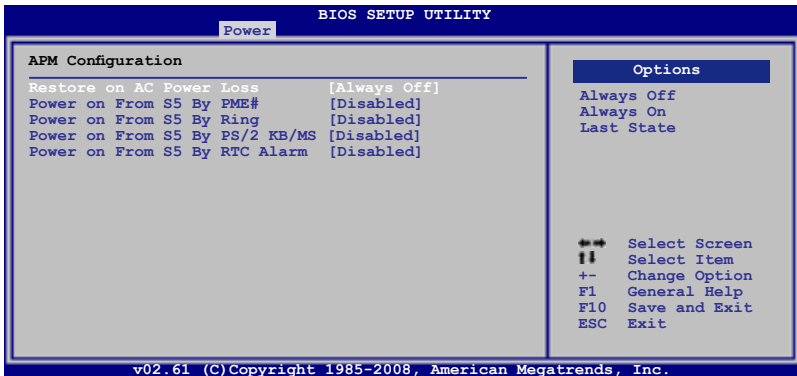 BIOS SETUP UTILITY
Power
APM Configuration
Restore on AC Power Loss [Always Off]
Power on From S5 By PME# [Disabled]
Power on From S5 By Ring [Disabled]
Power on From S5 By PS/2 KB/MS [Disabled]
Power on From S5 By RTC Alarm [Disabled]
Options
Always Off
Always On
Last State
←→ Select Screen
↑↓ Select Item
+- Change Option
F1 General Help
F10 Save and Exit
ESC Exit
v02.61 (C)Copyright 1985-2008, American Megatrends, Inc.